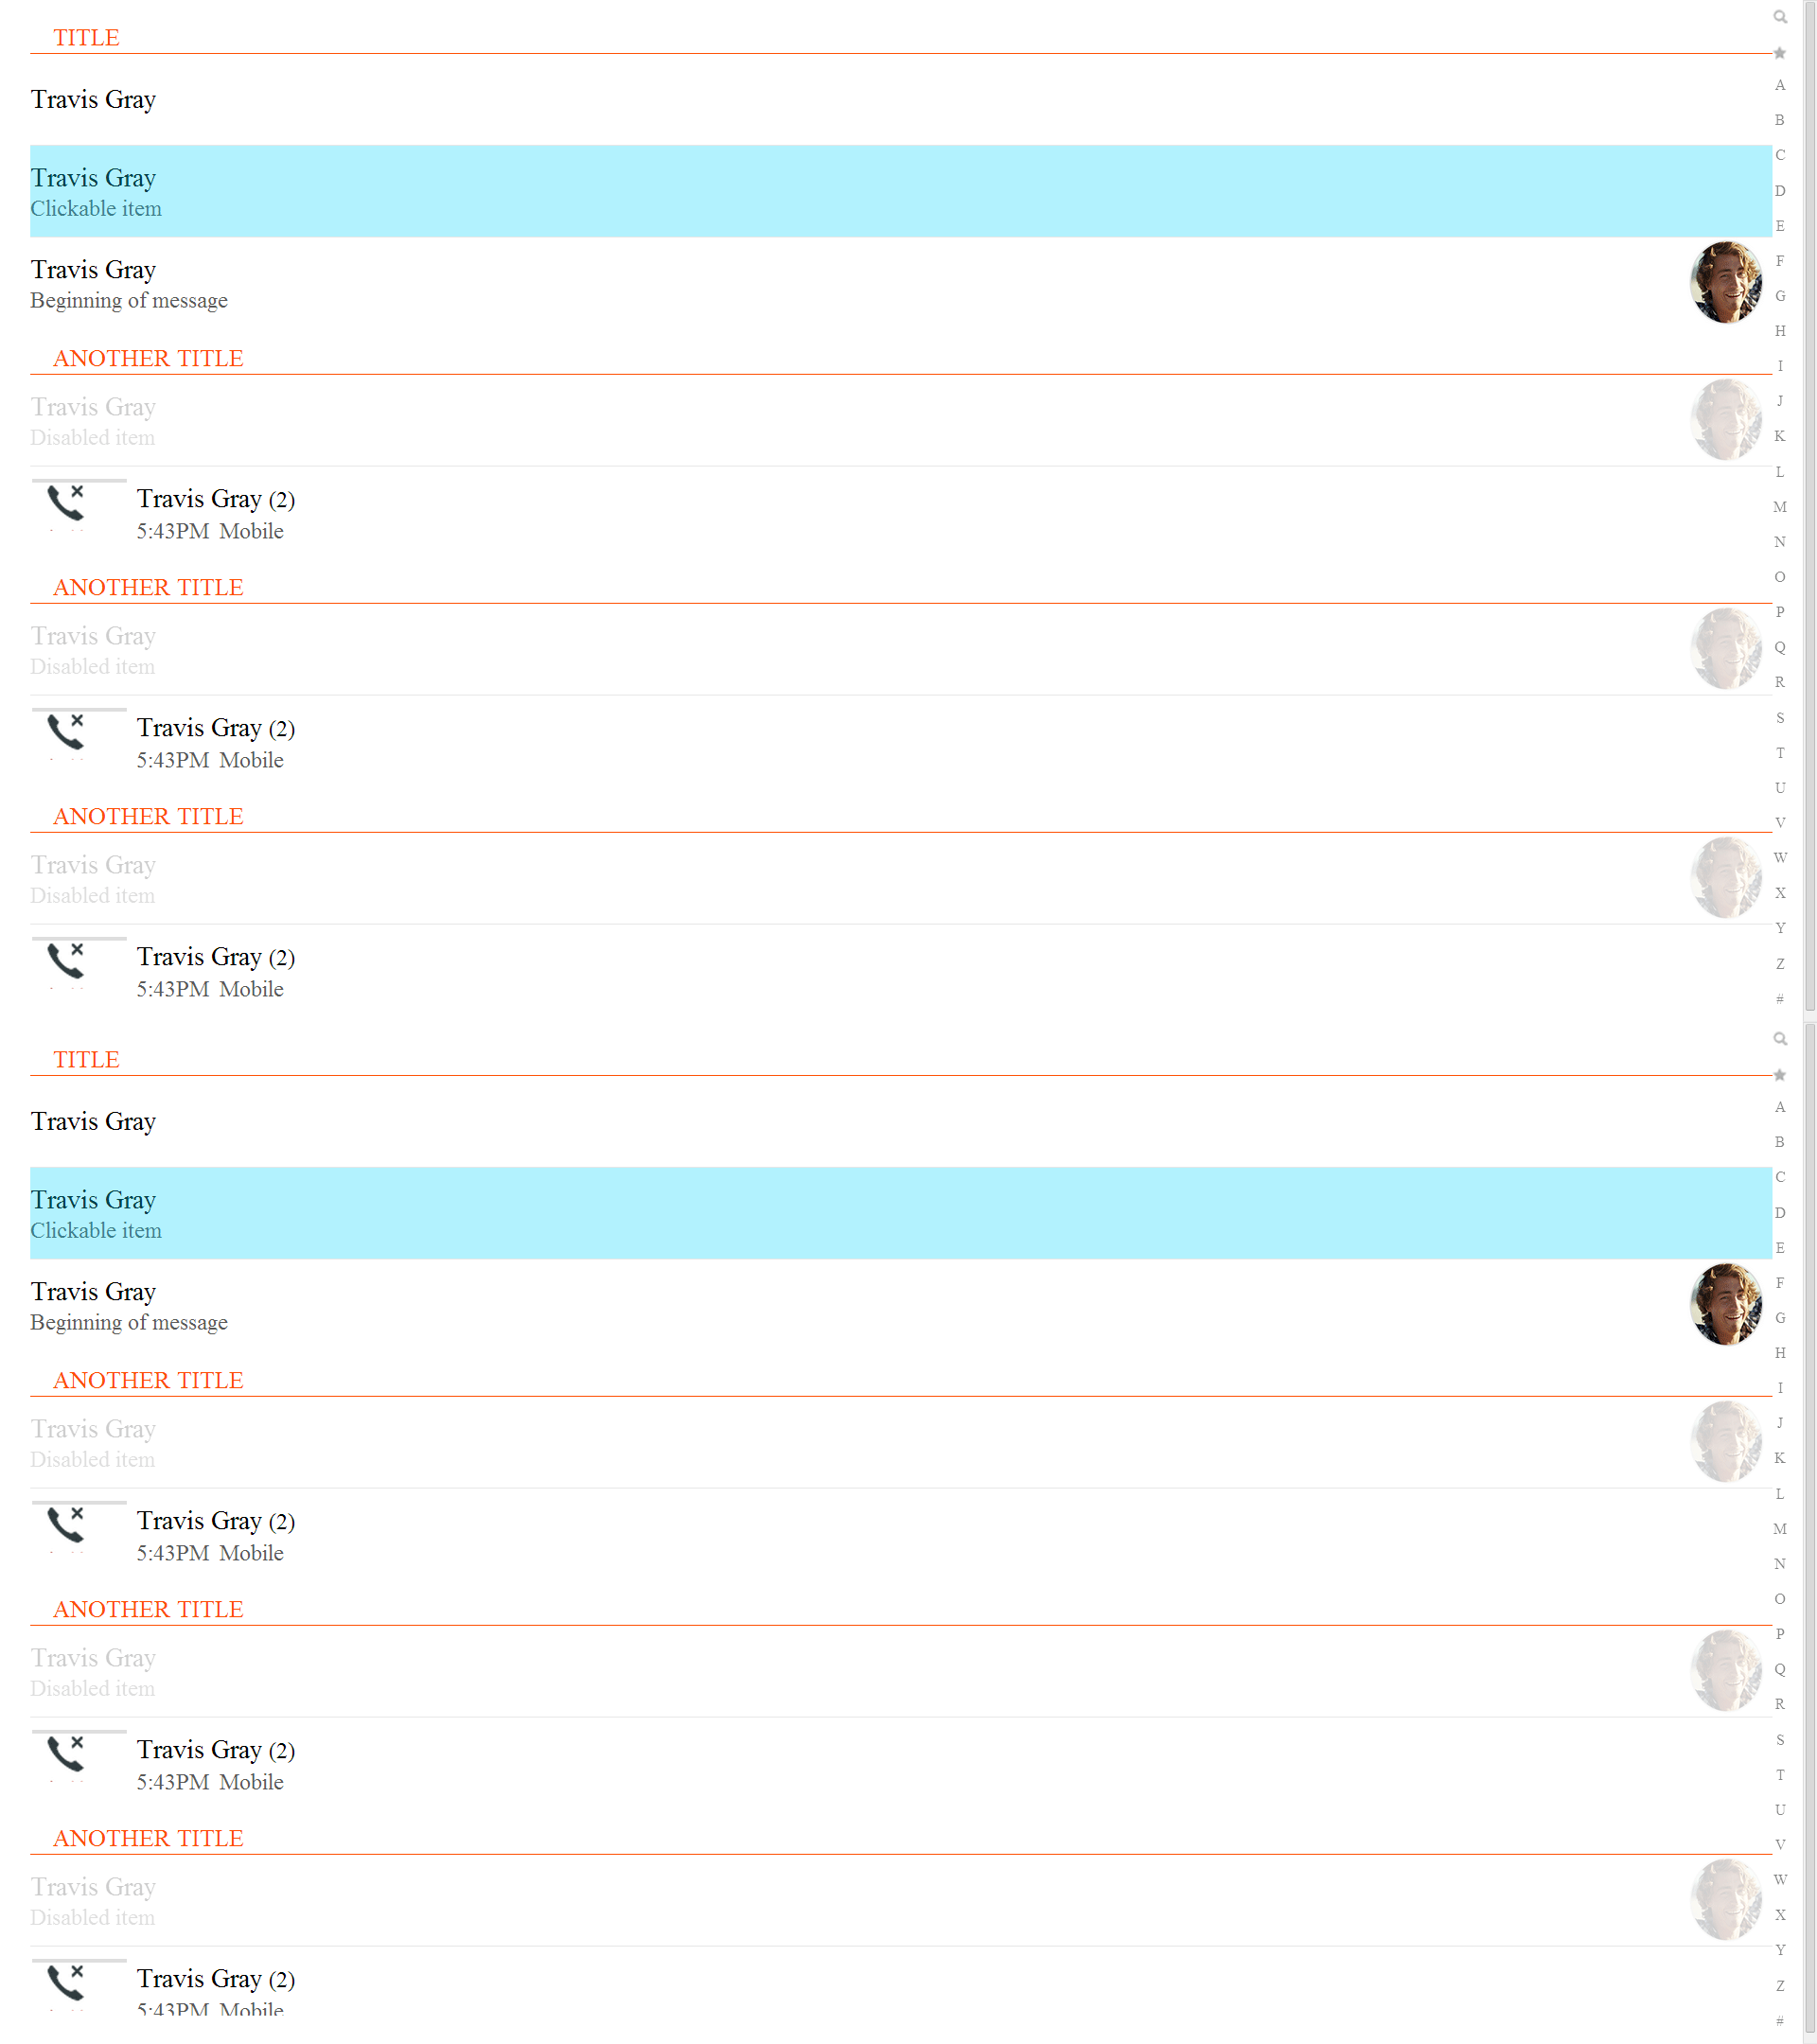 TITLE
Travis Gray
Travis Gray
Clickable item
Travis Gray
Beginning of message
ANOTHER TITLE
Travis Gray
Disabled item
Travis Gray (2)
5:43PM Mobile
ANOTHER TITLE
Travis Gray
Disabled item
Travis Gray (2)
5:43PM Mobile
ANOTHER TITLE
Travis Gray
Disabled item
Travis Gray (2)
5:43PM Mobile
A
B
C
D
E
F
G
H
I
J
K
L
M
N
O
P
Q
R
S
T
U
V
W
X
Y
Z
#
TITLE
Travis Gray
Travis Gray
Clickable item
Travis Gray
Beginning of message
ANOTHER TITLE
Travis Gray
Disabled item
Travis Gray (2)
5:43PM Mobile
ANOTHER TITLE
Travis Gray
Disabled item
Travis Gray (2)
5:43PM Mobile
ANOTHER TITLE
Travis Gray
Disabled item
Travis Gray (2)
5:43PM Mobile
A
B
C
D
E
F
G
H
I
J
K
L
M
N
O
P
Q
R
S
T
U
V
W
X
Y
Z
#